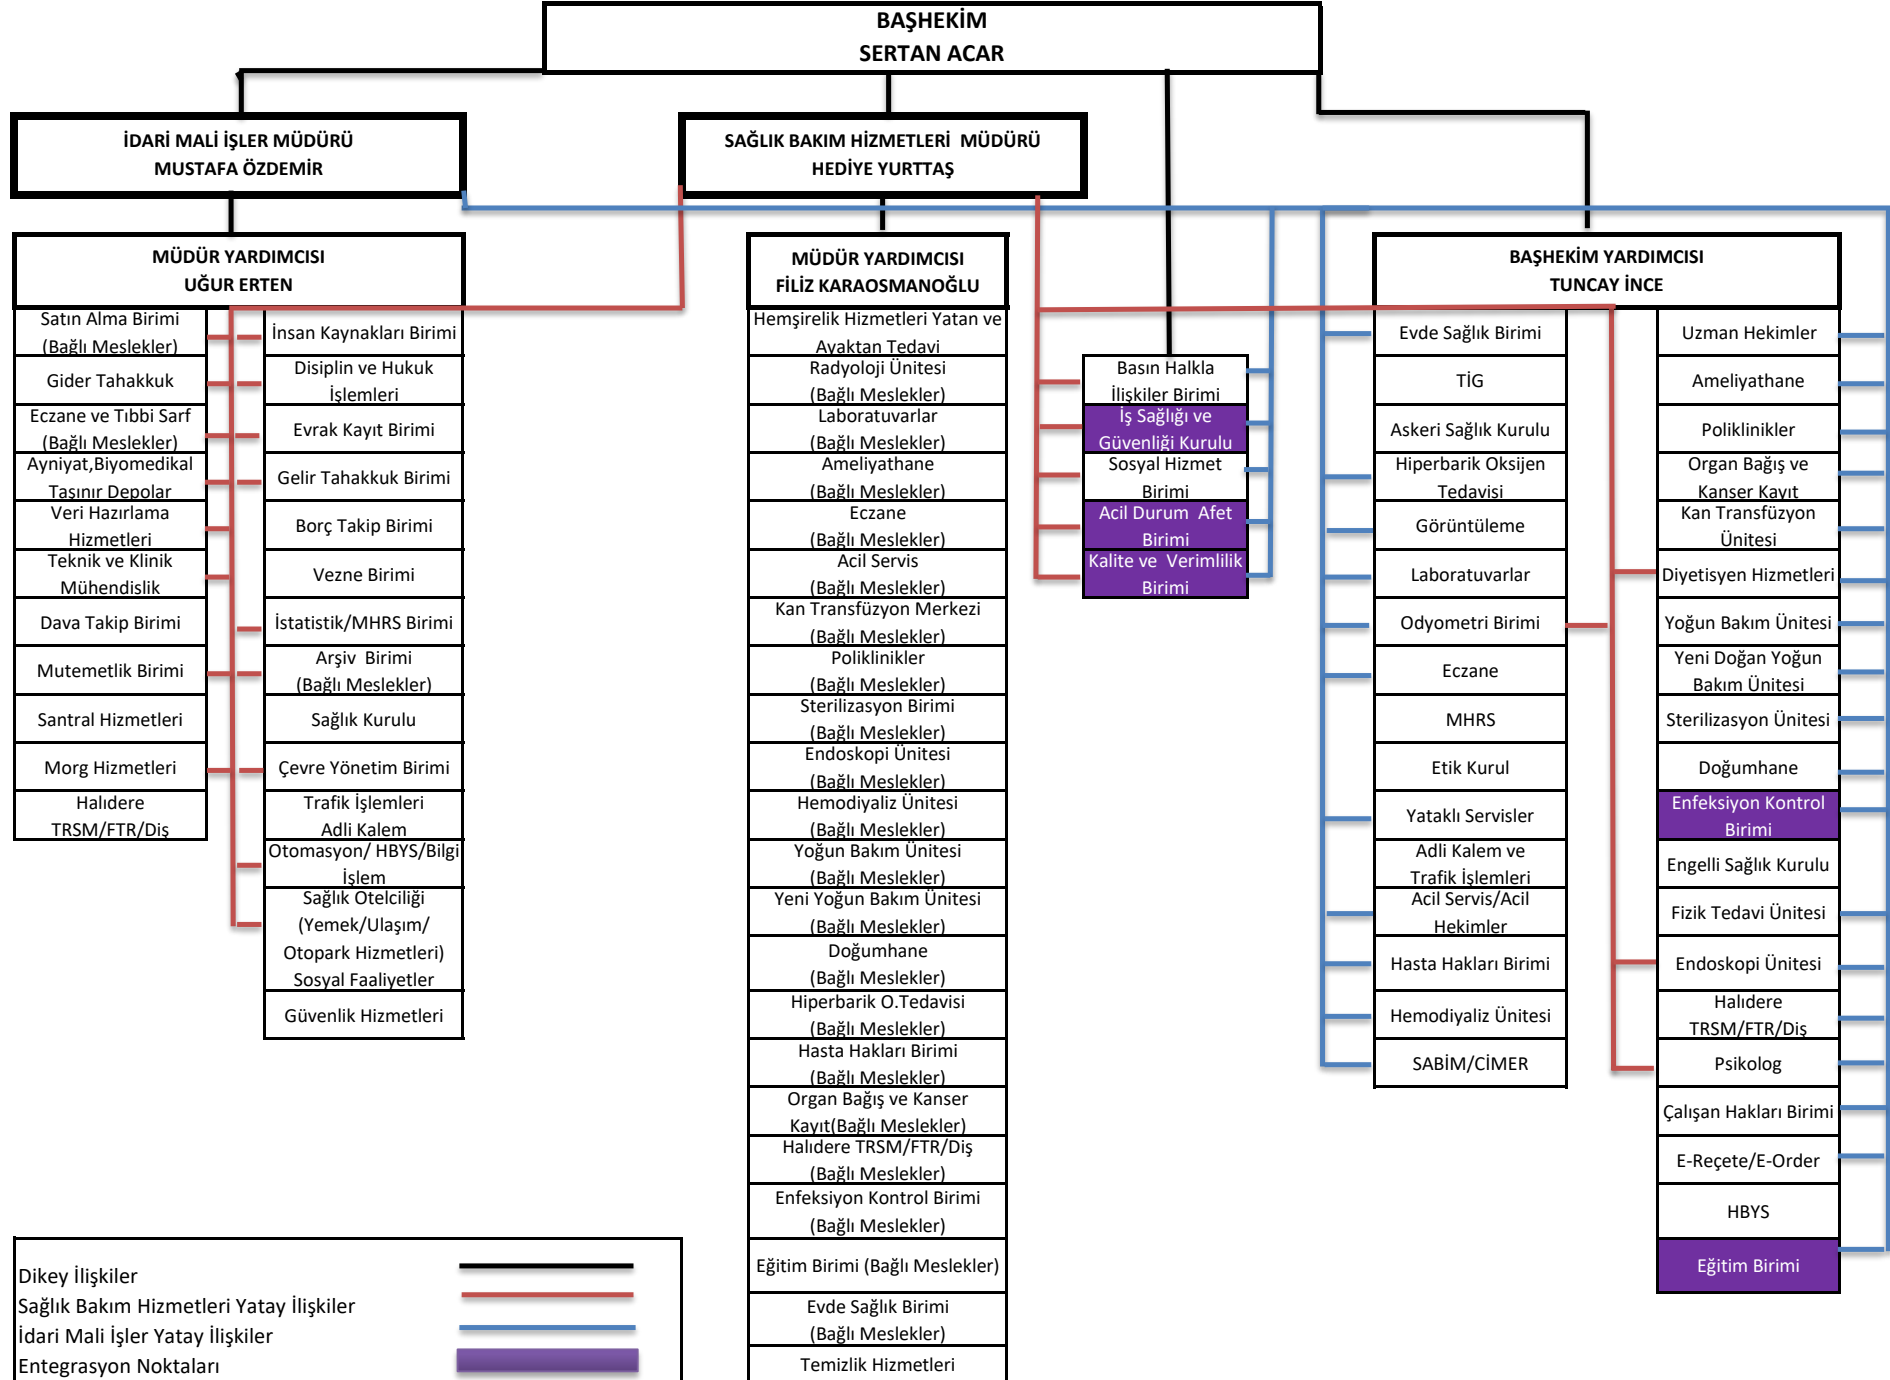 BAŞHEKİM
SERTAN ACAR
İDARİ MALİ İŞLER MÜDÜRÜ
MUSTAFA ÖZDEMİR
SAĞLIK BAKIM HİZMETLERİ  MÜDÜRÜ
HEDİYE YURTTAŞ
MÜDÜR YARDIMCISI
UĞUR ERTEN
Satın Alma Birimi
(Bağlı Meslekler)
Gider Tahakkuk
Eczane ve Tıbbi Sarf
(Bağlı Meslekler)
Ayniyat,Biyomedikal
Taşınır Depolar
Veri Hazırlama
Hizmetleri
Teknik ve Klinik
Mühendislik
Dava Takip Birimi
Mutemetlik Birimi
Santral Hizmetleri
Morg Hizmetleri
Halıdere
TRSM/FTR/Diş
İnsan Kaynakları Birimi
Disiplin ve Hukuk
İşlemleri
Evrak Kayıt Birimi
Gelir Tahakkuk Birimi
Borç Takip Birimi
Vezne Birimi
İstatistik/MHRS Birimi
Arşiv  Birimi
(Bağlı Meslekler)
Sağlık Kurulu
Çevre Yönetim Birimi
Trafik İşlemleri
Adli Kalem
Otomasyon/ HBYS/Bilgi
İşlem
Sağlık Otelciliği
(Yemek/Ulaşım/
Otopark Hizmetleri)
Sosyal Faaliyetler
Güvenlik Hizmetleri
MÜDÜR YARDIMCISI
FİLİZ KARAOSMANOĞLU
Hemşirelik Hizmetleri Yatan ve
Ayaktan Tedavi
Radyoloji Ünitesi
(Bağlı Meslekler)
Laboratuvarlar
(Bağlı Meslekler)
Ameliyathane
(Bağlı Meslekler)
Eczane
(Bağlı Meslekler)
Acil Servis
(Bağlı Meslekler)
Kan Transfüzyon Merkezi
(Bağlı Meslekler)
Poliklinikler
(Bağlı Meslekler)
Sterilizasyon Birimi
(Bağlı Meslekler)
Endoskopi Ünitesi
(Bağlı Meslekler)
Hemodiyaliz Ünitesi
(Bağlı Meslekler)
Yoğun Bakım Ünitesi
(Bağlı Meslekler)
Yeni Yoğun Bakım Ünitesi
(Bağlı Meslekler)
Doğumhane
(Bağlı Meslekler)
Hiperbarik O.Tedavisi
(Bağlı Meslekler)
Hasta Hakları Birimi
(Bağlı Meslekler)
Organ Bağış ve Kanser
Kayıt(Bağlı Meslekler)
Halıdere TRSM/FTR/Diş
(Bağlı Meslekler)
Enfeksiyon Kontrol Birimi
(Bağlı Meslekler)
Eğitim Birimi (Bağlı Meslekler)
Evde Sağlık Birimi
(Bağlı Meslekler)
Temizlik Hizmetleri
Basın Halkla
İlişkiler Birimi
İş Sağlığı ve
Güvenliği Kurulu
Sosyal Hizmet
Birimi
Acil Durum  Afet
Birimi
Kalite ve  Verimlilik
Birimi
BAŞHEKİM YARDIMCISI
TUNCAY İNCE
Evde Sağlık Birimi
TİG
Askeri Sağlık Kurulu
Hiperbarik Oksijen
Tedavisi
Görüntüleme
Laboratuvarlar
Odyometri Birimi
Eczane
MHRS
Etik Kurul
Yataklı Servisler
Adli Kalem ve
Trafik İşlemleri
Acil Servis/Acil
Hekimler
Hasta Hakları Birimi
Hemodiyaliz Ünitesi
SABİM/CİMER
Uzman Hekimler
Ameliyathane
Poliklinikler
Organ Bağış ve
Kanser Kayıt
Kan Transfüzyon
Ünitesi
Diyetisyen Hizmetleri
Yoğun Bakım Ünitesi
Yeni Doğan Yoğun
Bakım Ünitesi
Sterilizasyon Ünitesi
Doğumhane
Enfeksiyon Kontrol
Birimi
Engelli Sağlık Kurulu
Fizik Tedavi Ünitesi
Endoskopi Ünitesi
Halıdere
TRSM/FTR/Diş
Psikolog
Çalışan Hakları Birimi
E-Reçete/E-Order
HBYS
Eğitim Birimi
Dikey İlişkiler
Sağlık Bakım Hizmetleri Yatay İlişkiler
İdari Mali İşler Yatay İlişkiler
Entegrasyon Noktaları